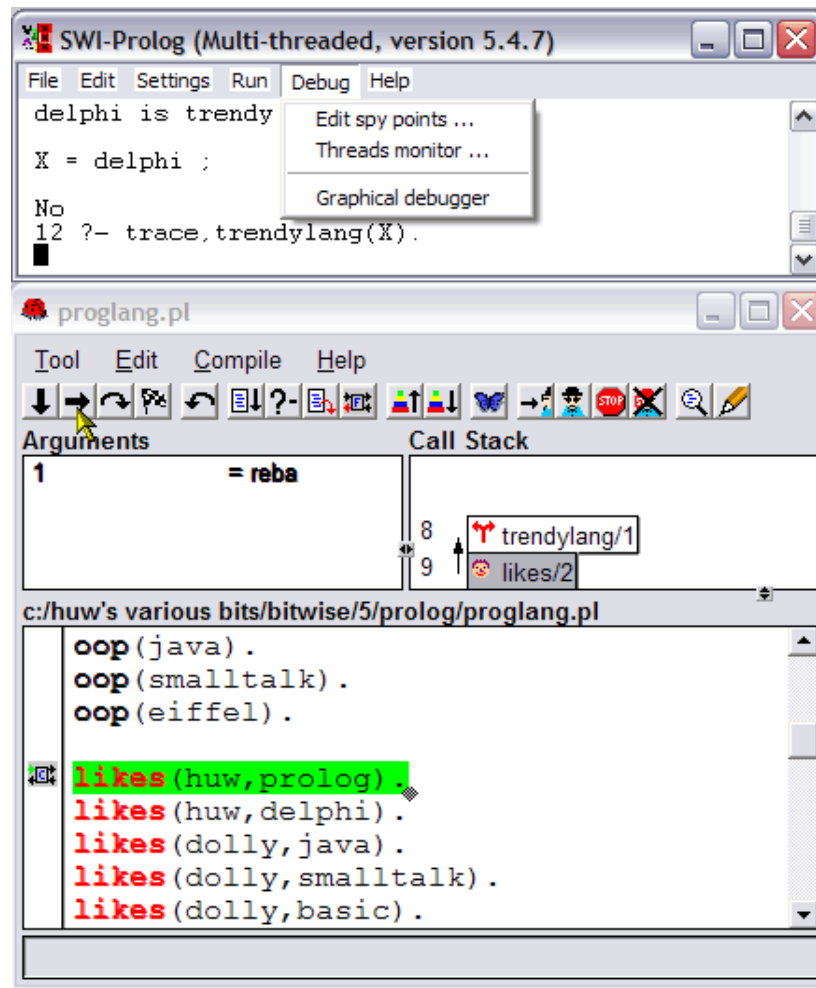 SWI-Prolog (Multi-threaded, version 5.4.7)
File Edit Settings Run Debug Help
delphi is trendy
X = delphi ;
No
12 ?- trace,trendylang(X).
Edit spy points ...
Threads monitor ...
Graphical debugger
proglang.pl
Tool Edit Compile Help
?- STOP
Arguments Call Stack
1 = reba
8 trendylang/1
9 likes/2
c:/huw's various bits/bitwise/5/prolog/proglang.pl
oop(java).
oop(smalltalk).
oop(eiffel).
likes(huw,prolog).
likes(huw,delphi).
likes(dolly,java).
likes(dolly,smalltalk).
likes(dolly,basic).